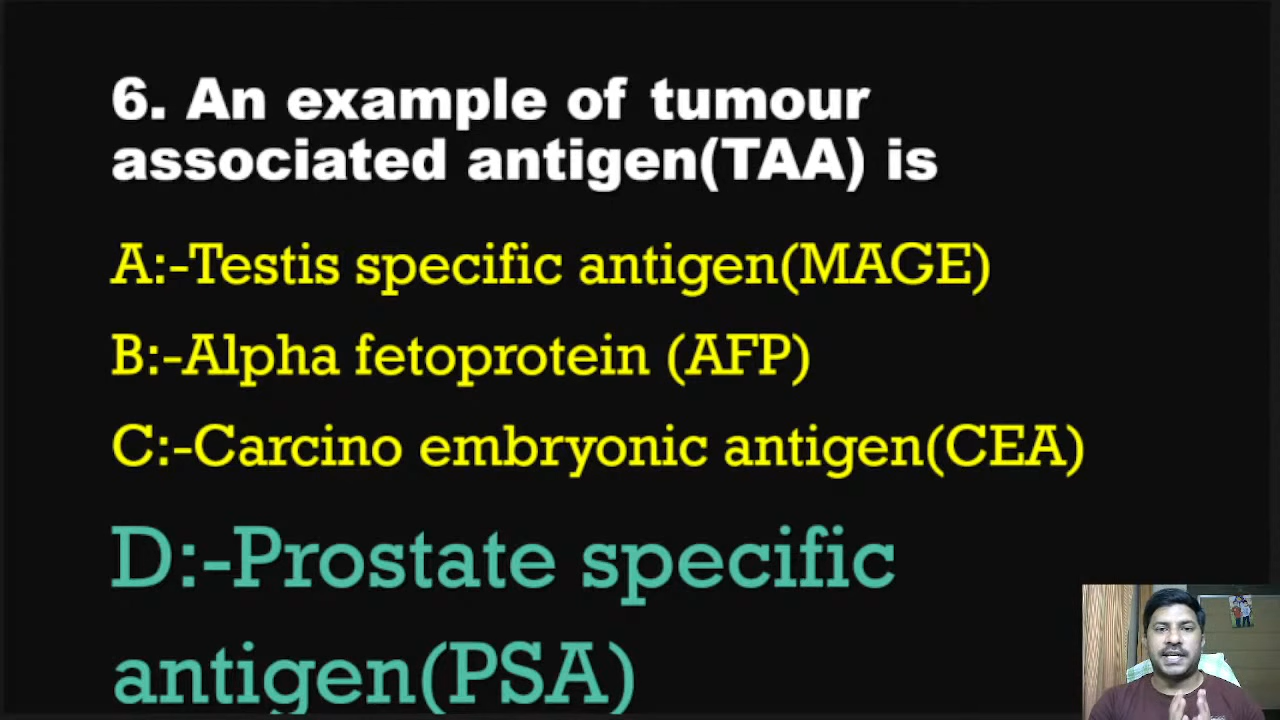 6. An example of tumour
associated antigen(TAA) is
A:-Testis specific antigen(MAGE)
B:-Alpha fetoprotein (AFP)
C:-Carcino embryonic antigen(CEA)
D:-Prostate specific
antigen(PSA)